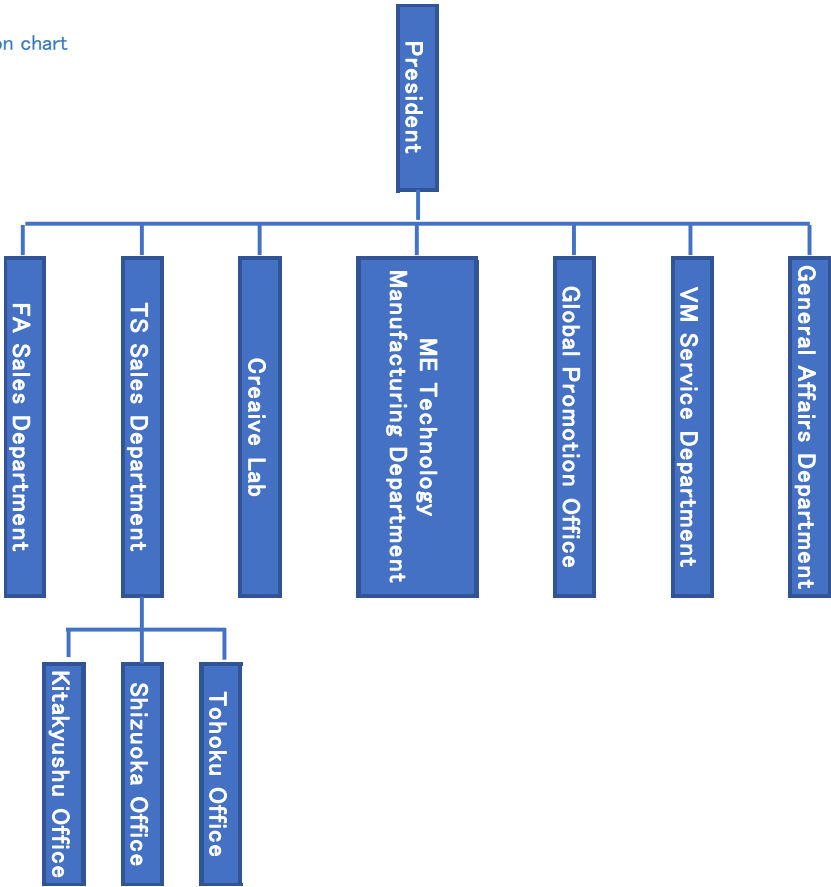 on chart
President
FA Sales Department
TS Sales Department
Creaive Lab
ME Technology
Manufacturing Department
Global Promotion Office
VM Service Department
General Affairs Department
Kitakyushu Office
Shizuoka Office
Tohoku Office